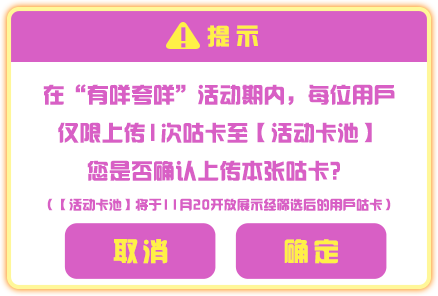 提示
在“有咩夸咩”活动期内，每位用户
仅限上传1次咕卡至【活动卡池】
您是否确认上传本张咕卡？
（【活动卡池】将于11月20开放展示经筛选后的用户咕卡）
取消
确定